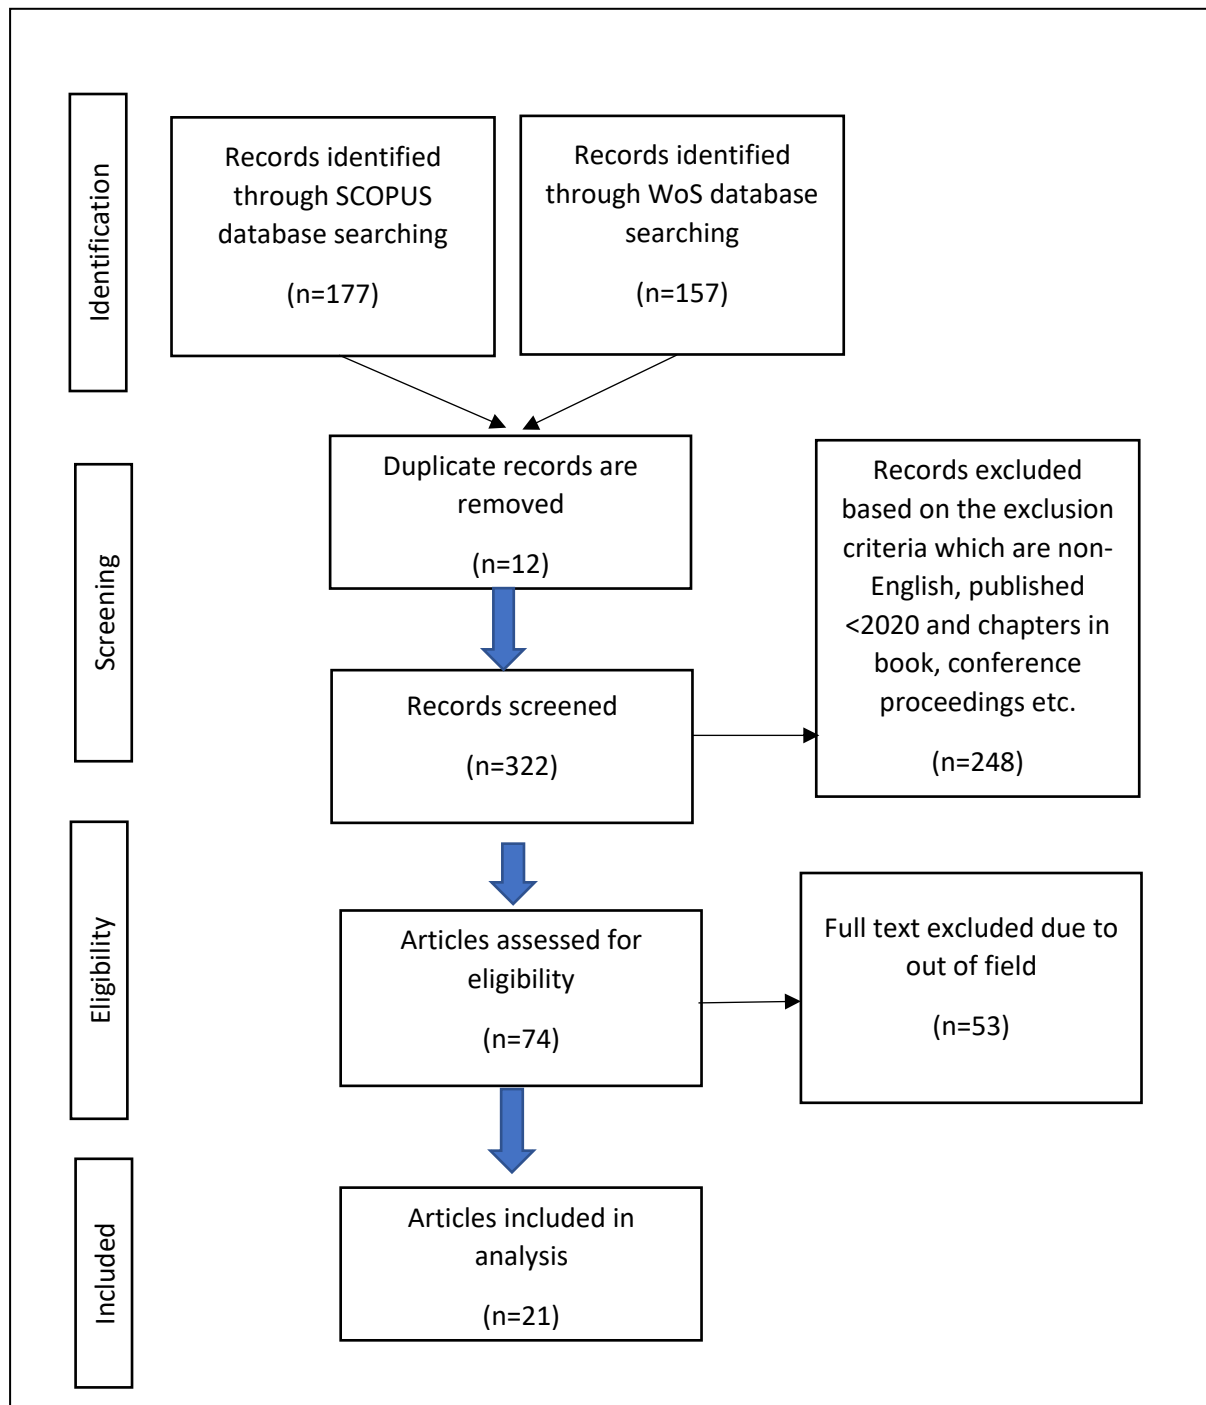 Identification
Records identified
through SCOPUS
database searching
(n=177)
Records identified
through WoS database
searching
(n=157)
Screening
Duplicate records are
removed
(n=12)
Records excluded
based on the exclusion
criteria which are non-
English, published
<2020 and chapters in
book, conference
proceedings etc.
(n=248)
Records screened
(n=322)
Eligibility
Articles assessed for
eligibility
(n=74)
Full text excluded due to
out of field
(n=53)
Included
Articles included in
analysis
(n=21)